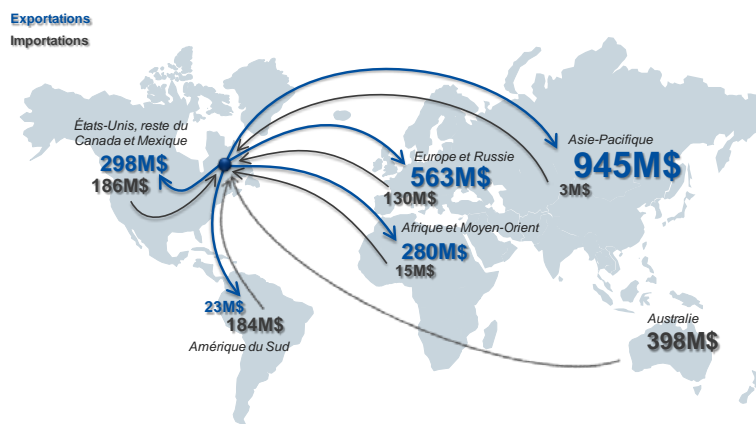 Exportations
Importations
États-Unis, reste du
Canada et Mexique
298M$
186M$
Europe et Russie
563M$
130M$
Asie-Pacifique
945M$
3M$
Afrique et Moyen-Orient
280M$
15M$
23M$
184M$
Amérique du Sud
Australie
398M$